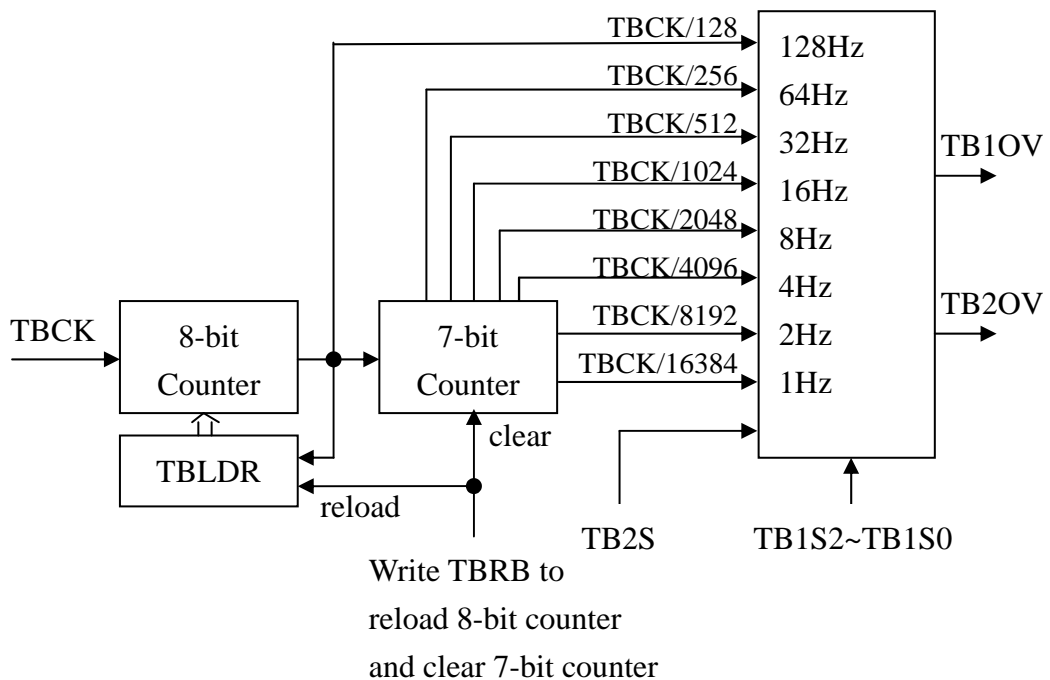 TBCK/128
128Hz
TBCK/256
64Hz
TBCK/512
32Hz
TB1OV
TBCK/1024
16Hz
TBCK/2048
8Hz
TBCK/4096
4Hz
TB2OV
TBCK
8-bit
Counter
7-bit
Counter
TBCK/8192
2Hz
TBCK/16384
1Hz
clear
TBLDR
reload
TB2S
TB1S2~TB1S0
Write TBRB to
reload 8-bit counter
and clear 7-bit counter